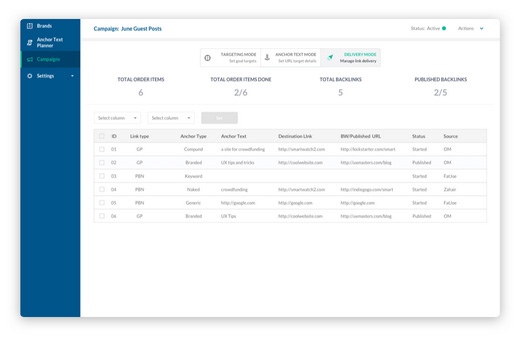 Brands
Anchor Text
Planner
Campaigns
Settings
Campaign: June Guest Posts
Status: Active
Actions
TARGETING MODE
Set goal targets
ANCHOR TEXT MODE
Set URL target details
DELIVERY MODE
Manage link delivery
TOTAL ORDER ITEMS
TOTAL ORDER ITEMS DONE
TOTAL BACKLINKS
PUBLISHED BACKLINKS
6
2/6
5
2/5
Select column
Select column
ID Link type Anchor Type Anchor Text Destination Link BW/Published URL Status Source
01 GP Compund a site for crowdfunding http://smartwatch2.com http://kickstarter.com/smart Started OM
02 GP Branded UX tips and tricks http://coolwebsite.com http://uxmasters.com/blog Published OM
03 PBN Keyword Started FatJoe
04 PBN Naked crowdfunding http://smartwatch2.com http://indiegogo.com/smart Started Zohair
05 PBN Generic http://google.com http://google.com http://google.com Started FatJoe
06 GP Branded UX Tips http://coolwebsite.com http://uxmasters.com/blog Published OM